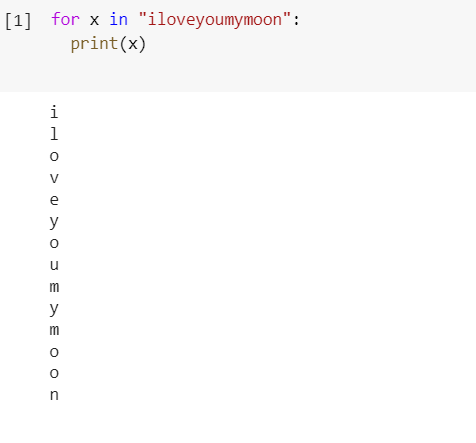 [1] for x in "iloveyoumymoon":
print(x)
i
l
o
v
e
y
o
u
m
y
m
o
o
n